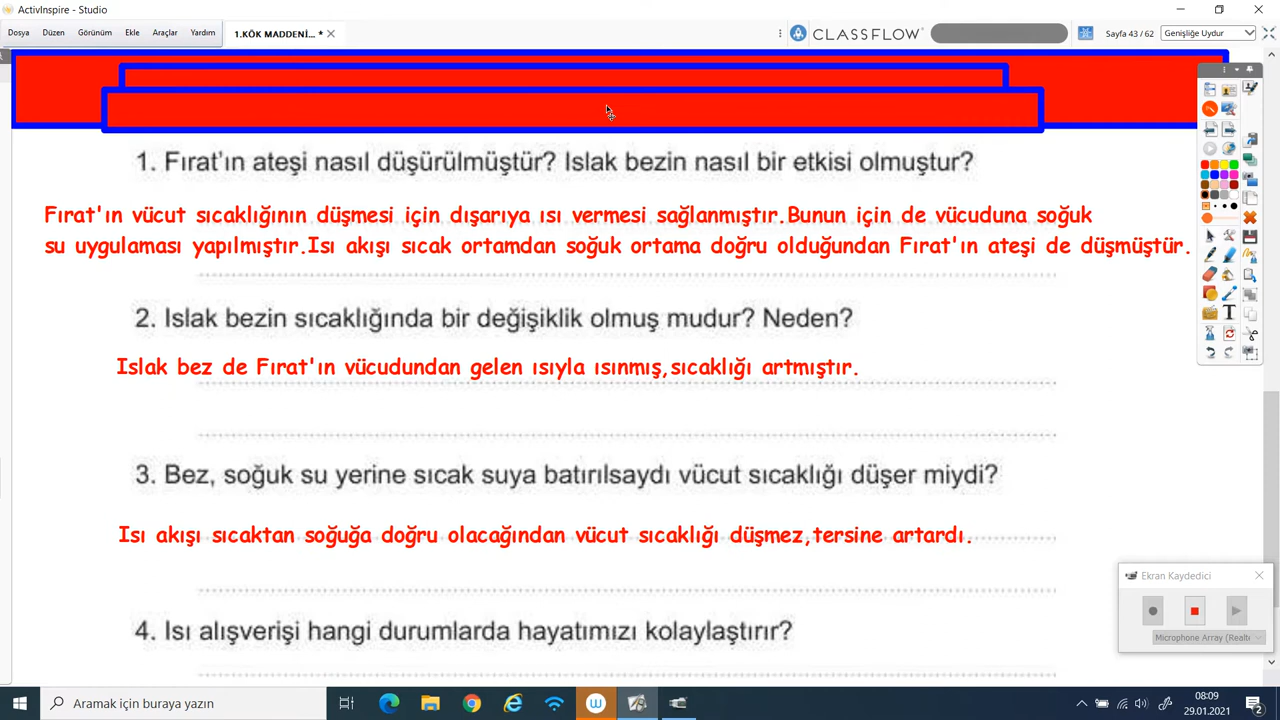 ActivInspire - Studio
Dosya Düzen Görünüm Ekle Araçlar Yardım
1.KÖK MADDENİ... *
CLASSFLOW
Sayfa 43 / 62
Genişliğe Uydur
1. Fırat'ın ateşi nasıl düşürülmüştür? Islak bezin nasıl bir etkisi olmuştur?
Fırat'ın vücut sıcaklığının düşmesi için dışarıya ısı vermesi sağlanmıştır.Bunun için de vücuduna soğuk
su uygulaması yapılmıştır.Isı akışı sıcak ortamdan soğuk ortama doğru olduğundan Fırat'ın ateşi de düşmüştür.
2. Islak bezin sıcaklığında bir değişiklik olmuş mudur? Neden?
Islak bez de Fırat'ın vücudundan gelen ısıyla ısınmış,sıcaklığı artmıştır.
3. Bez, soğuk su yerine sıcak suya batırılsaydı vücut sıcaklığı düşer miydi?
Isı akışı sıcaktan soğuğa doğru olacağından vücut sıcaklığı düşmez,tersine artardı.
4. Isı alışverişi hangi durumlarda hayatımızı kolaylaştırır?
Ekran Kaydedici
Microphone Array (Realte
Aramak için buraya yazın
08:09
29.01.2021
2